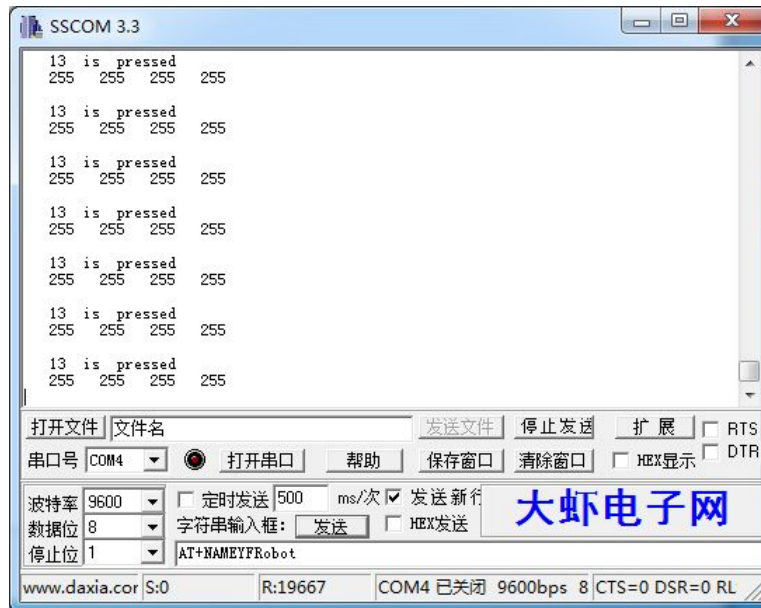 SSCOM 3.3
13 is pressed
255 255 255 255
13 is pressed
255 255 255 255
13 is pressed
255 255 255 255
13 is pressed
255 255 255 255
13 is pressed
255 255 255 255
13 is pressed
255 255 255 255
13 is pressed
255 255 255 255
打开文件 文件名 发送文件 停止发送 扩展 RTS
串口号 COM4 打开串口 帮助 保存窗口 清除窗口 HEX显示 DTR
波特率 9600 定时发送 500 ms/次 发送新行 大虾电子网
数据位 8 字符串输入框： 发送 HEX发送
停止位 1 AT+NAMEYFRobot
www.daxia.cor S:0 R:19667 COM4 已关闭 9600bps 8 CTS=0 DSR=0 RL